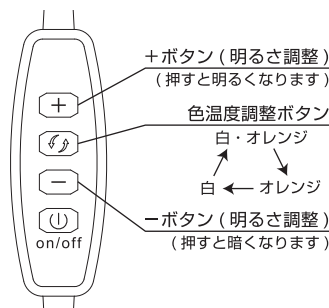 ＋ボタン ( 明るさ調整 )
( 押すと明るくなります )
色温度調整ボタン
白・オレンジ
白 ← オレンジ
－ボタン ( 明るさ調整 )
( 押すと暗くなります )
on/off